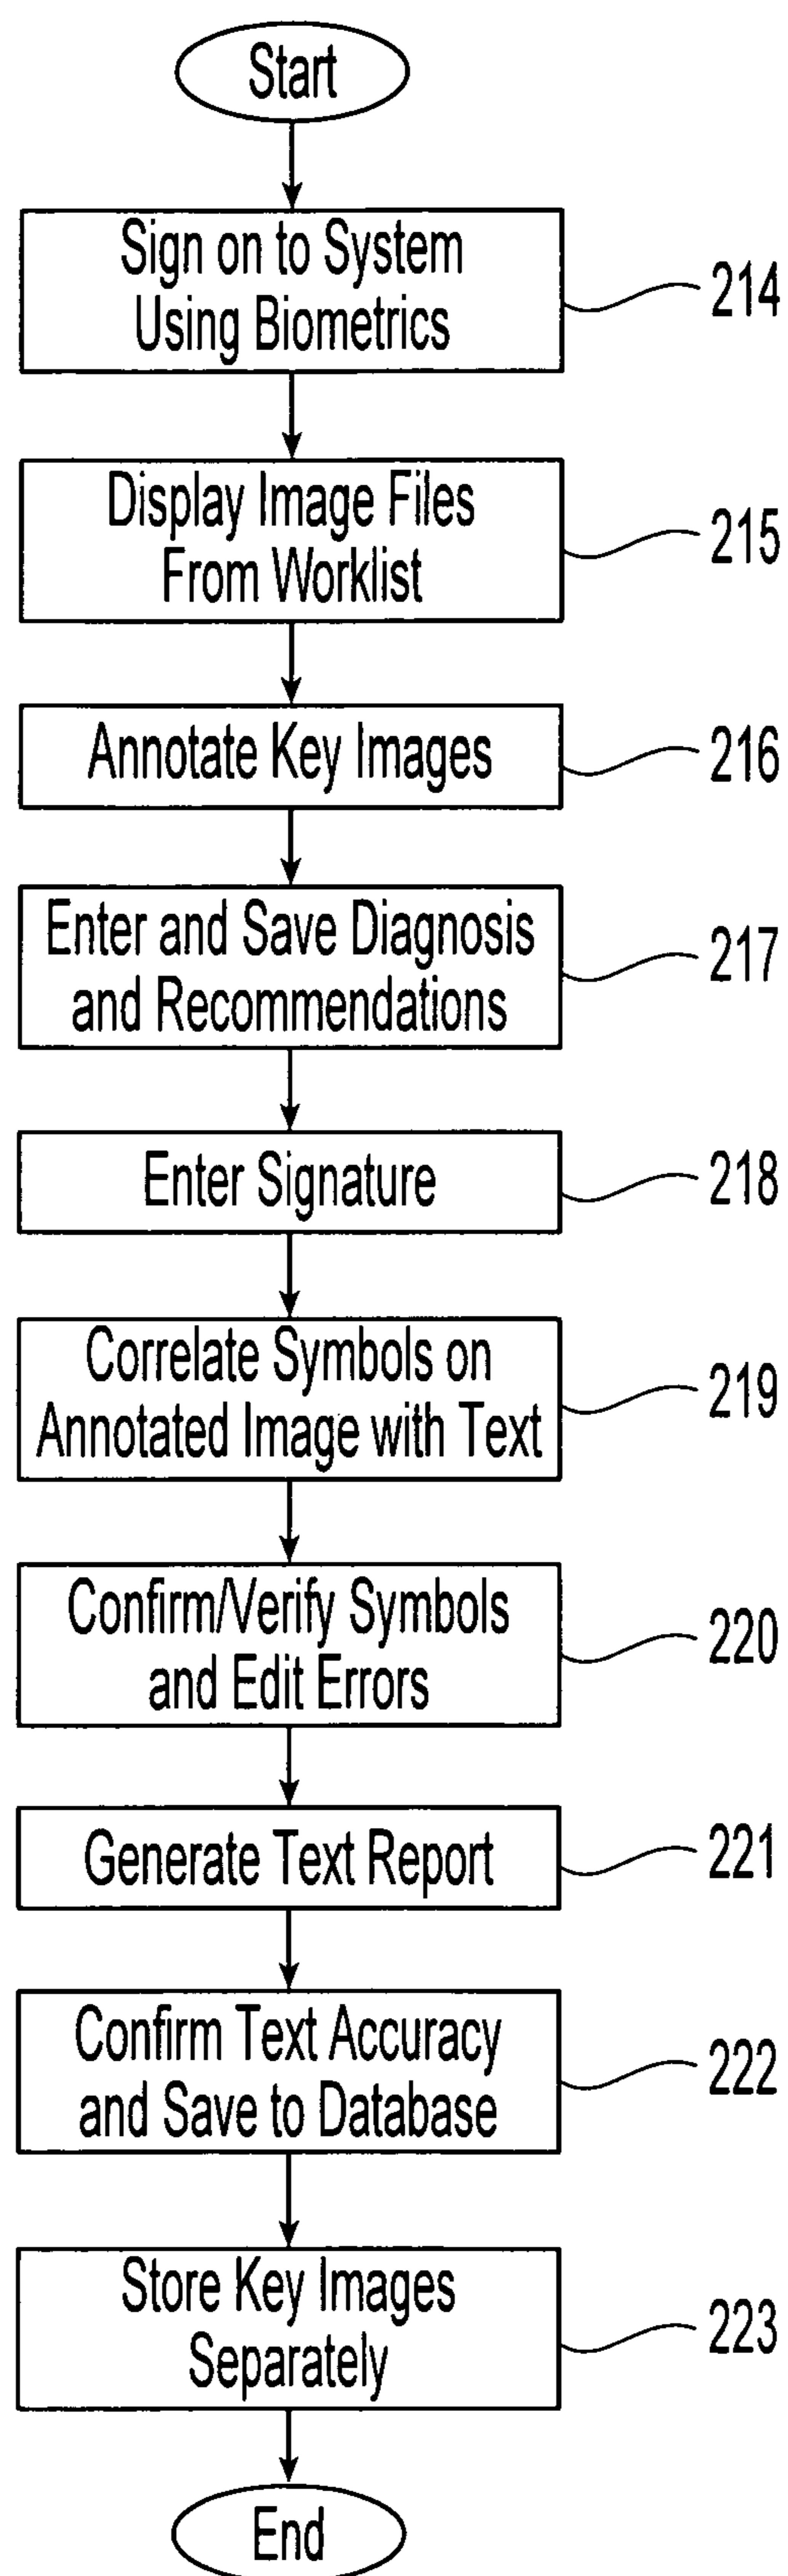 Start
Sign on to System
Using Biometrics
214
Display Image Files
From Worklist
215
Annotate Key Images
216
Enter and Save Diagnosis
and Recommendations
217
Enter Signature
218
Correlate Symbols on
Annotated Image with Text
219
Confirm/Verify Symbols
and Edit Errors
220
Generate Text Report
221
Confirm Text Accuracy
and Save to Database
222
Store Key Images
Separately
223
End